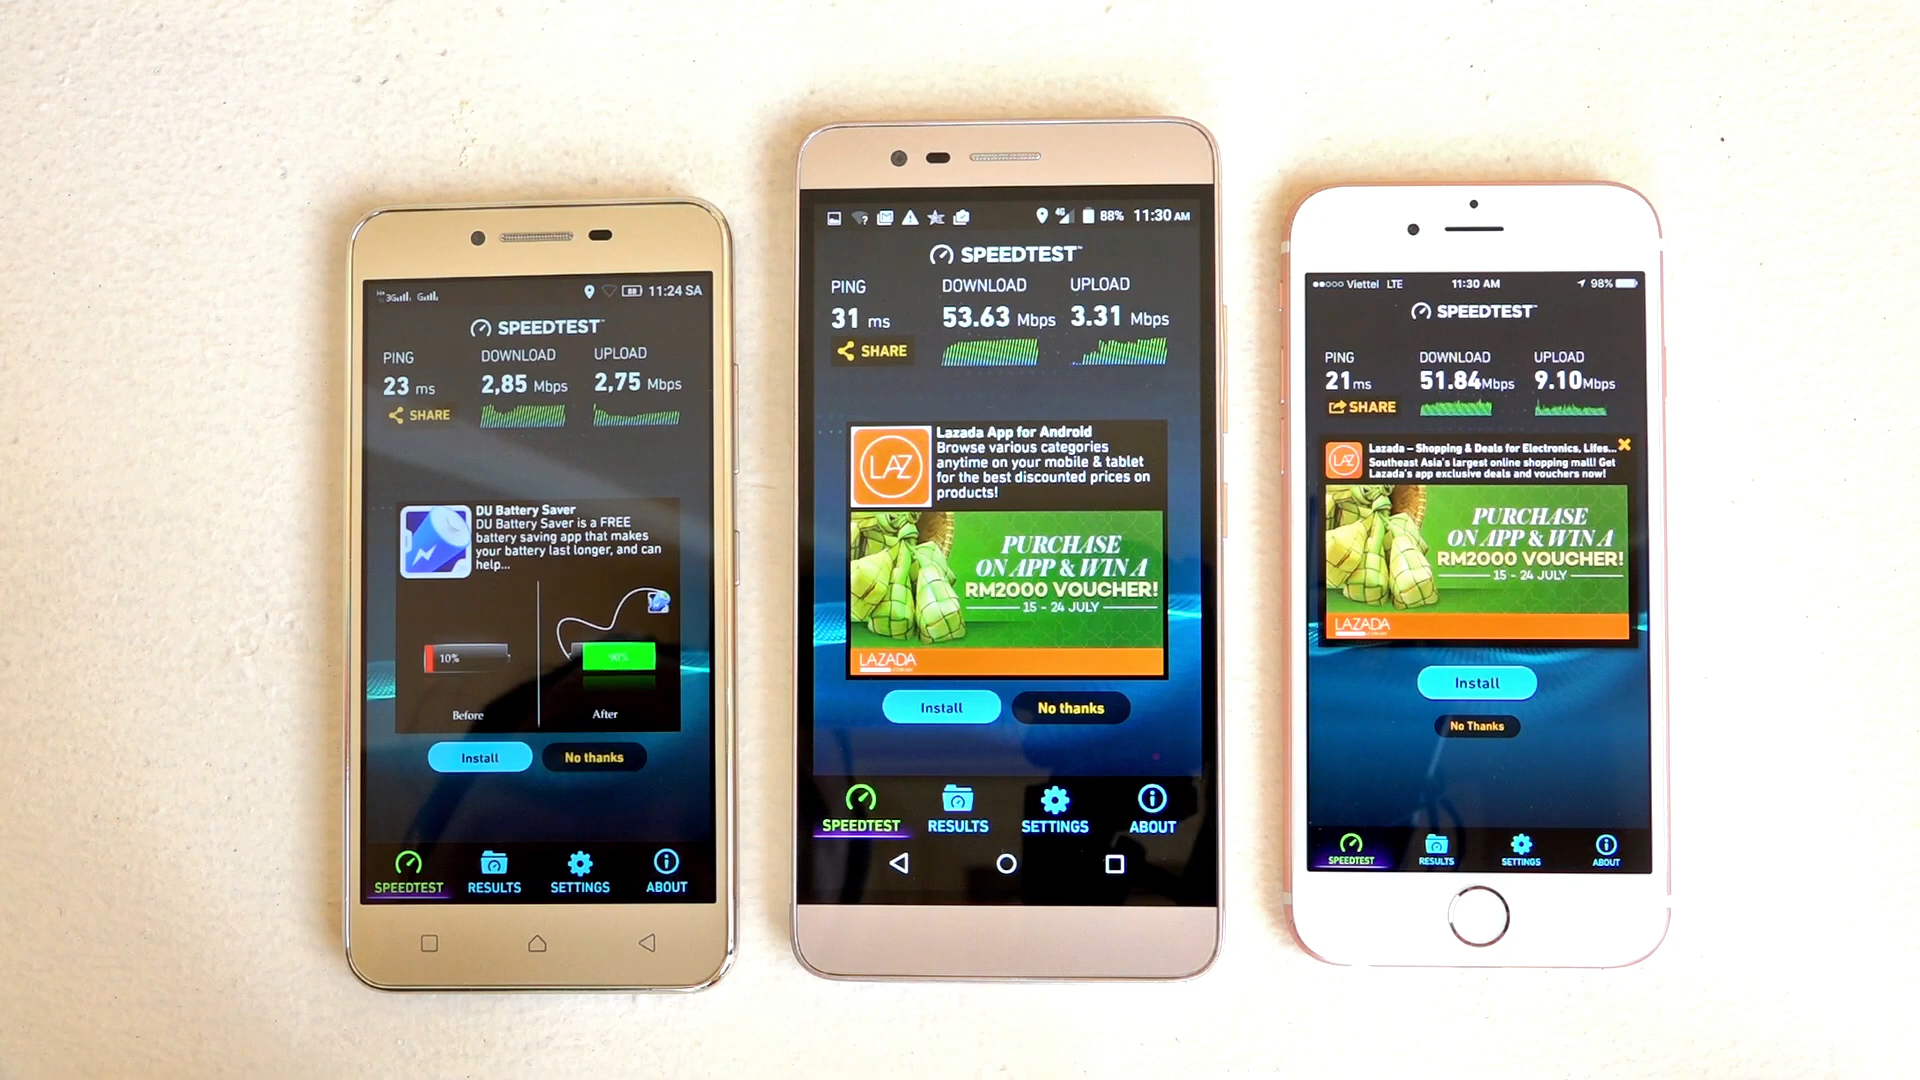 11:24 SA
SPEEDTEST
PING DOWNLOAD UPLOAD
23 ms 2,85 Mbps 2,75 Mbps
SHARE
DU Battery Saver
DU Battery Saver is a FREE
battery saving app that makes
your battery last longer, and can
help...
10% 90%
Before After
Install No thanks
SPEEDTEST RESULTS SETTINGS ABOUT
4G 88% 11:30 AM
SPEEDTEST™
PING DOWNLOAD UPLOAD
31 ms 53.63 Mbps 3.31 Mbps
SHARE
LAZ
Lazada App for Android
Browse various categories
anytime on your mobile & tablet
for the best discounted prices on
products!
PURCHASE
ON APP & WIN A
RM2000 VOUCHER!
15 - 24 JULY
LAZADA
Install No thanks
SPEEDTEST RESULTS SETTINGS ABOUT
Viettel LTE 11:30 AM 98%
SPEEDTEST
PING DOWNLOAD UPLOAD
21ms 51.84Mbps 9.10Mbps
SHARE
LAZ
Lazada – Shopping & Deals for Electronics, Lifes...
Southeast Asia's largest online shopping mall! Get
Lazada's app exclusive deals and vouchers now!
PURCHASE
ON APP & WIN A
RM2000 VOUCHER!
15 - 24 JULY
LAZADA
Install
No Thanks
SPEEDTEST RESULTS SETTINGS ABOUT